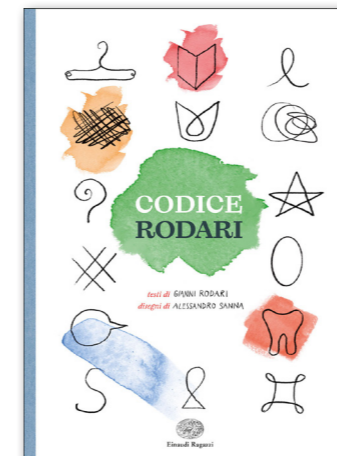 CODICE
RODARI
testi di GIANNI RODARI
disegni di ALESSANDRO SANNA
Einaudi Ragazzi